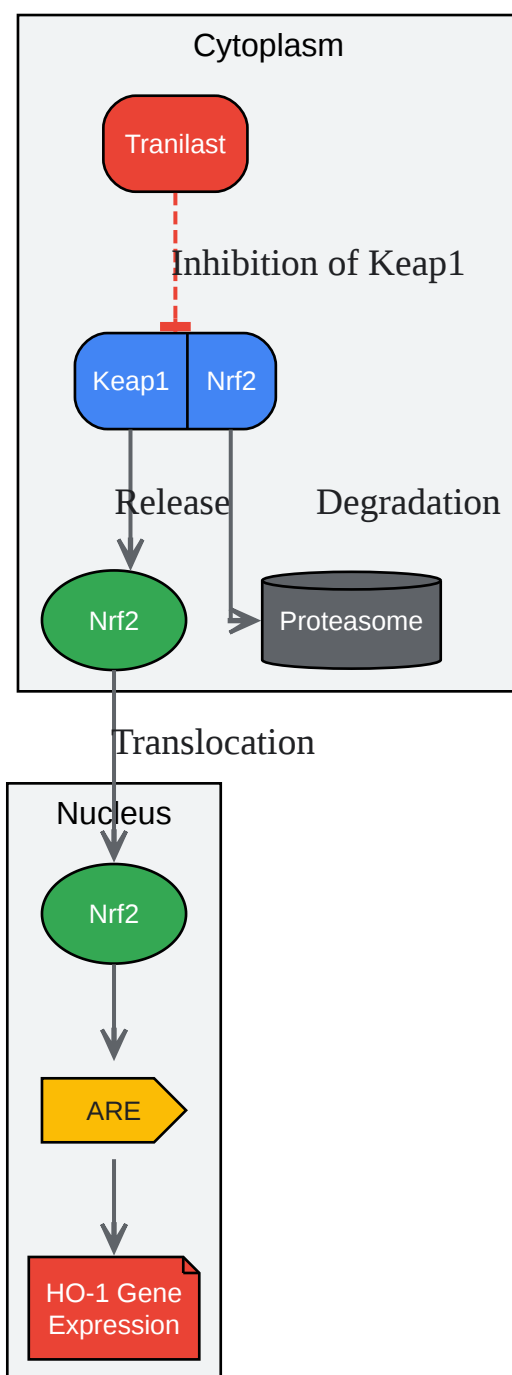 Cytoplasm
Tranilast
Inhibition of Keap1
Keap1
Nrf2
Release
Degradation
Nrf2
Proteasome
Translocation
Nucleus
Nrf2
ARE
HO-1 Gene
Expression